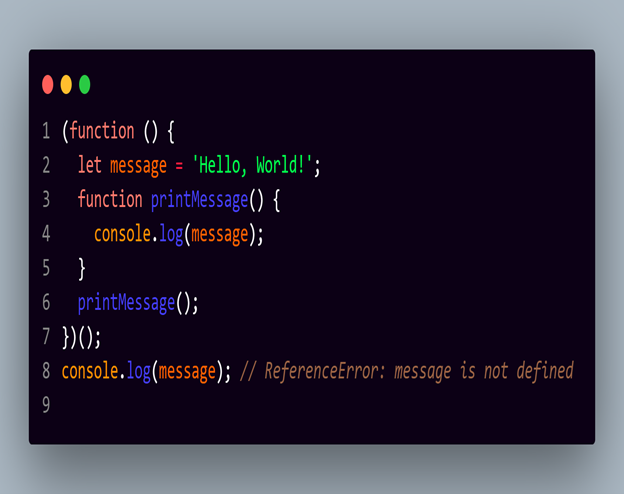 1 (function () {
2   let message = 'Hello, World!';
3   function printMessage() {
4     console.log(message);
5   }
6   printMessage();
7 })();
8 console.log(message); // ReferenceError: message is not defined
9